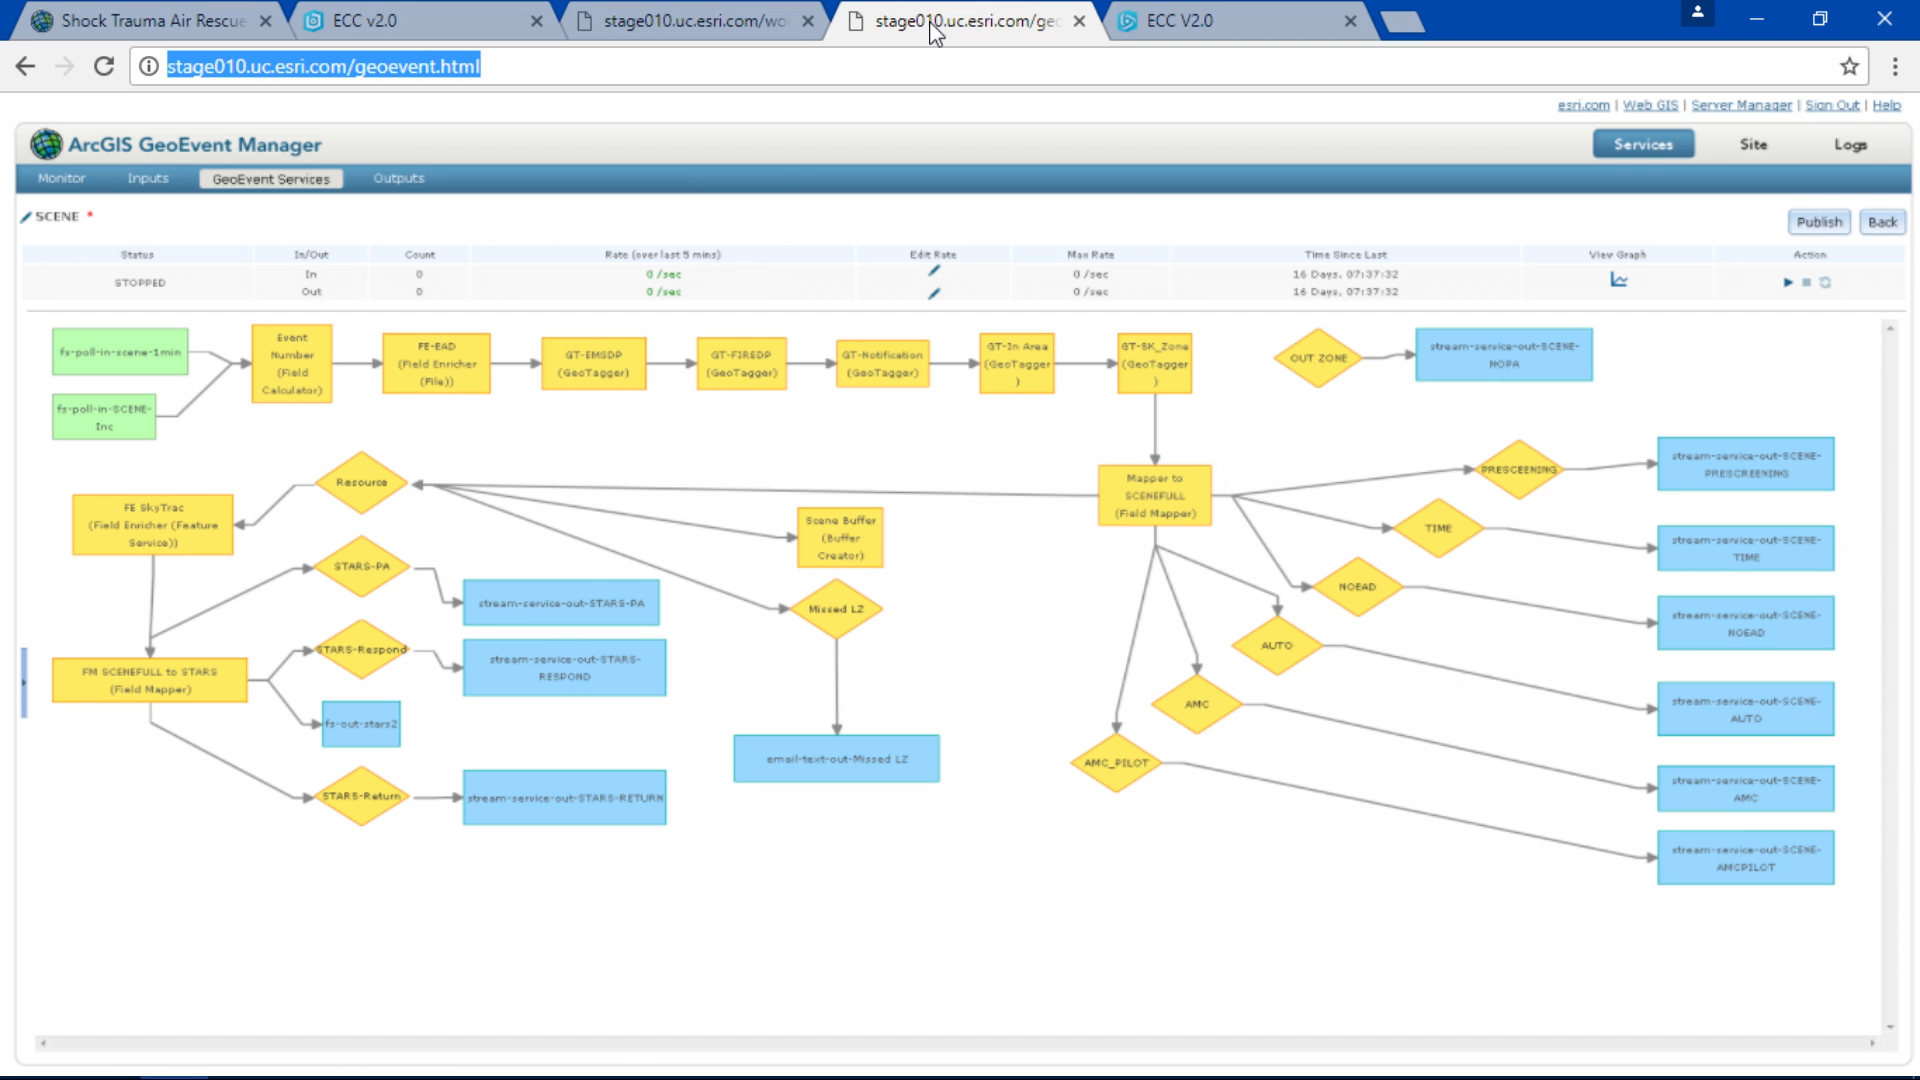 Shock Trauma Air Rescue
ECC v2.0
stage010.uc.esri.com/wo
stage010.uc.esri.com/geo
ECC V2.0
stage010.uc.esri.com/geoevent.html
esri.com | Web GIS | Server Manager | Sign Out | Help
ArcGIS GeoEvent Manager
Services
Site
Logs
Monitor
Inputs
GeoEvent Services
Outputs
SCENE *
Publish
Back
Status
In/Out
Count
Rate (over last 5 mins)
Edit Rate
Max Rate
Time Since Last
View Graph
Action
STOPPED
In
0
0 /sec
0 /sec
16 Days, 07:37:32
Out
0
0 /sec
0 /sec
16 Days, 07:37:32
fs-poll-in-scene-1min
fs-poll-in-SCENE-
Inc
Event
Number
(Field
Calculator)
FE-EAD
(Field Enricher
(File))
GT-EMSDP
(GeoTagger)
GT-FIREDP
(GeoTagger)
GT-Notification
(GeoTagger)
GT-In Area
(GeoTagger
)
GT-SK_Zone
(GeoTagger
)
OUT ZONE
stream-service-out-SCENE-
NOPA
Resource
FE SkyTrac
(Field Enricher (Feature
Service))
Scene Buffer
(Buffer
Creator)
Mapper to
SCENEFULL
(Field Mapper)
PRESCEENING
stream-service-out-SCENE-
PRESCREENING
TIME
stream-service-out-SCENE-
TIME
STARS-PA
stream-service-out-STARS-PA
Missed LZ
NOEAD
stream-service-out-SCENE-
NOEAD
STARS-Respond
stream-service-out-STARS-
RESPOND
AUTO
stream-service-out-SCENE-
AUTO
FM SCENEFULL to STARS
(Field Mapper)
fs-out-stars2
AMC
stream-service-out-SCENE-
AMC
email-text-out-Missed LZ
AMC_PILOT
stream-service-out-SCENE-
AMCPILOT
STARS-Return
stream-service-out-STARS-RETURN